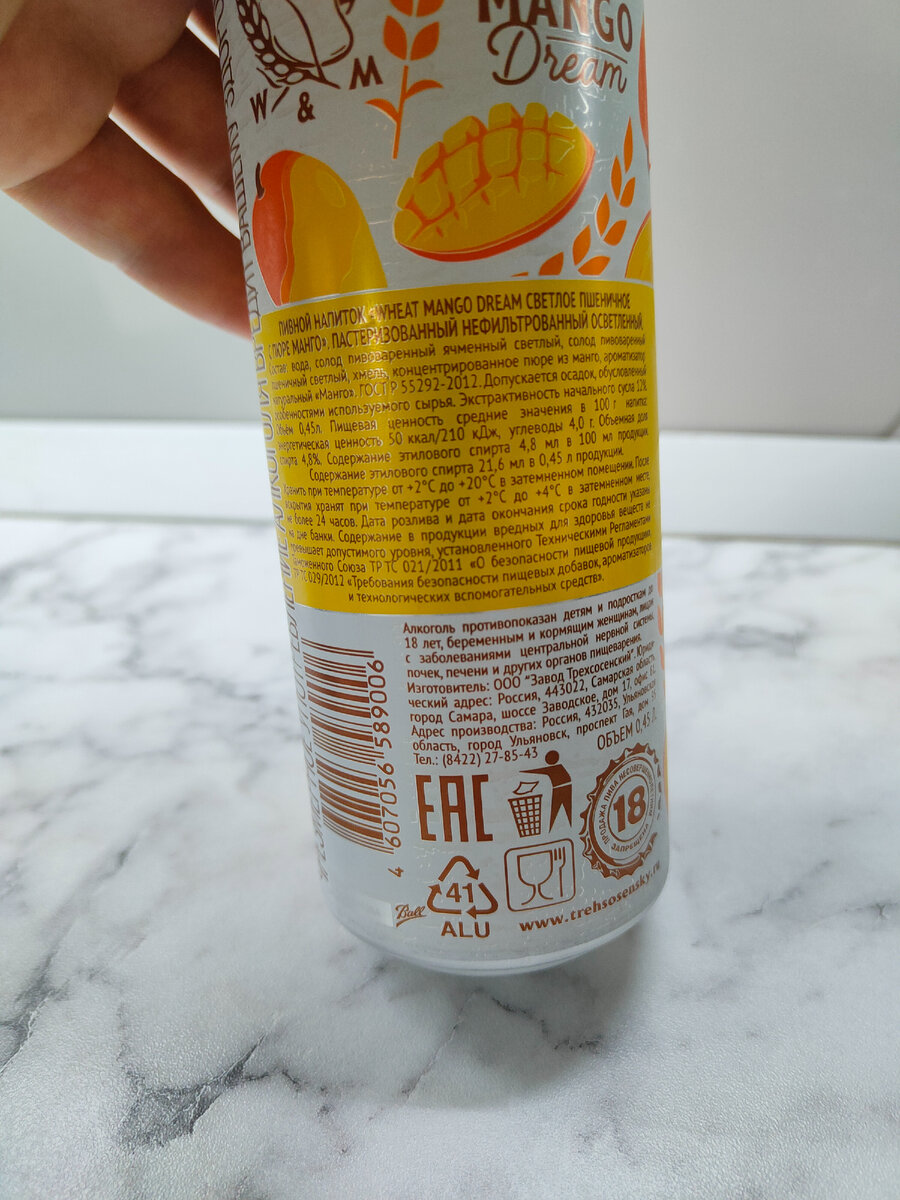 MANGO
Dream
W & M
ПИВНОЙ НАПИТОК «WHEAT MANGO DREAM СВЕТЛОЕ ПШЕНИЧНОЕ
С ПЮРЕ МАНГО». ПАСТЕРИЗОВАННЫЙ НЕФИЛЬТРОВАННЫЙ ОСВЕТЛЕННЫЙ.
Состав: вода, солод пивоваренный ячменный светлый, солод пивоваренный
пшеничный светлый, хмель, концентрированное пюре из манго, ароматизатор
натуральный «Манго». ГОСТ Р 55292-2012. Допускается осадок, обусловленный
особенностями используемого сырья. Экстрактивность начального сусла 12%.
Объём 0,45л. Пищевая ценность средние значения в 100 г напитка:
энергетическая ценность 50 ккал/210 кДж, углеводы 4,0 г. Объемная доля
спирта 4,8%. Содержание этилового спирта 4,8 мл в 100 мл продукции.
Содержание этилового спирта 21,6 мл в 0,45 л продукции.
Хранить при температуре от +2°С до +20°С в затемненном помещении. После
вскрытия хранят при температуре от +2°С до +4°С в затемненном месте,
не более 24 часов. Дата розлива и дата окончания срока годности указаны
на дне банки. Содержание в продукции вредных для здоровья веществ не
превышает допустимого уровня, установленного Техническими Регламентами
Таможенного Союза ТР ТС 021/2011 «О безопасности пищевой продукции»,
ТР ТС 029/2012 «Требования безопасности пищевых добавок, ароматизаторов
и технологических вспомогательных средств».
Алкоголь противопоказан детям и подросткам до
18 лет, беременным и кормящим женщинам, лицам
с заболеваниями центральной нервной системы,
почек, печени и других органов пищеварения.
Изготовитель: ООО "Завод Трехсосенский". Юриди-
ческий адрес: Россия, 443022, Самарская область,
город Самара, шоссе Заводское, дом 17, офис
Адрес производства: Россия, 432035, Ульяновская
область, город Ульяновск, проспект Гая, дом
Тел.: (8422) 27-85-43
ОБЪЕМ 0,45 Л.
4 607056 589006
EAC
ПРОДАЖА ПИВА НЕСОВЕРШЕННОЛЕТНИМ
18
ЗАПРЕЩЕНА
41
ALU
Ball
www.trehsosensky.ru